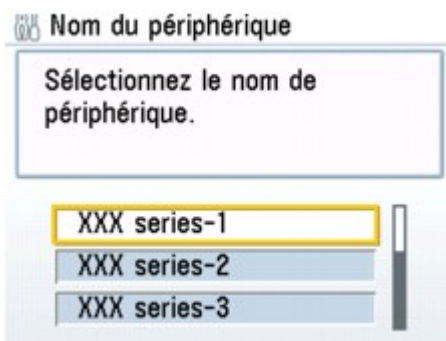 Nom du périphérique
Sélectionnez le nom de
périphérique.
XXX series-1
XXX series-2
XXX series-3